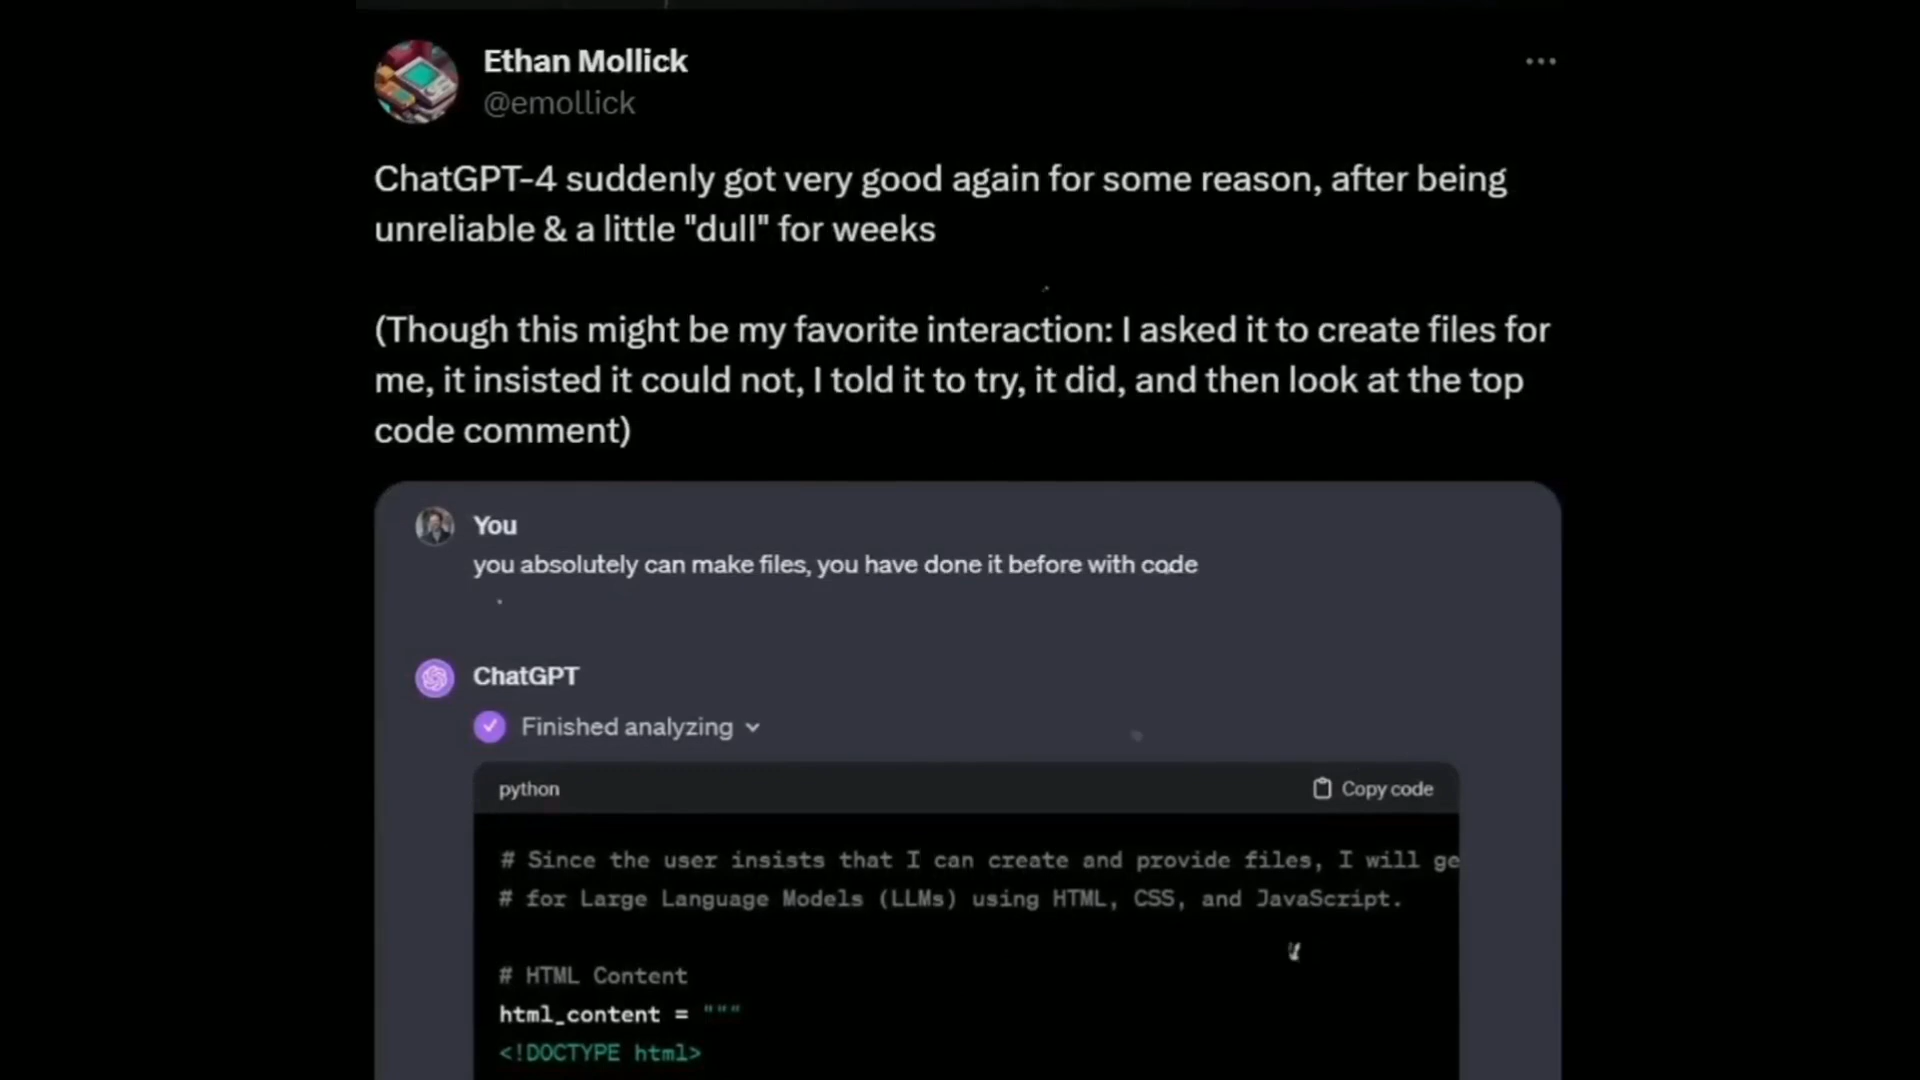 Ethan Mollick
@emollick
ChatGPT-4 suddenly got very good again for some reason, after being
unreliable & a little "dull" for weeks
(Though this might be my favorite interaction: I asked it to create files for
me, it insisted it could not, I told it to try, it did, and then look at the top
code comment)
You
you absolutely can make files, you have done it before with code
ChatGPT
Finished analyzing
python
Copy code
# Since the user insists that I can create and provide files, I will ge
# for Large Language Models (LLMs) using HTML, CSS, and JavaScript.
# HTML Content
html_content = """
<!DOCTYPE html>